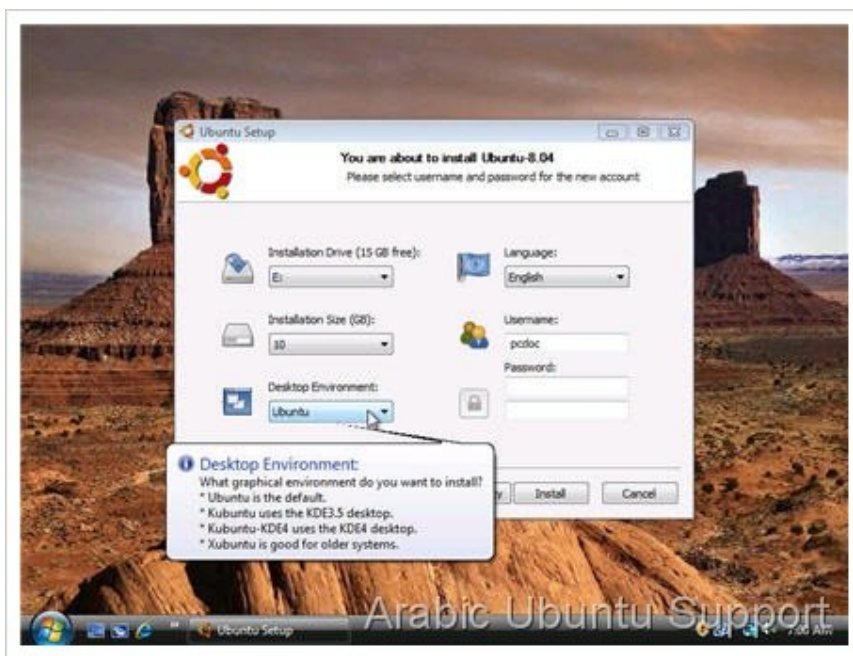 Ubuntu Setup
You are about to install Ubuntu-8.04
Please select username and password for the new account
Installation Drive (15 GB free):
E:
Language:
English
Installation Size (GB):
10
Username:
pcdoc
Password:
Desktop Environment:
Ubuntu
Desktop Environment:
What graphical environment do you want to install?
* Ubuntu is the default.
* Kubuntu uses the KDE3.5 desktop.
* Kubuntu-KDE4 uses the KDE4 desktop.
* Xubuntu is good for older systems.
Install
Cancel
Ubuntu Setup
Arabic Ubuntu Support
7:00 AM